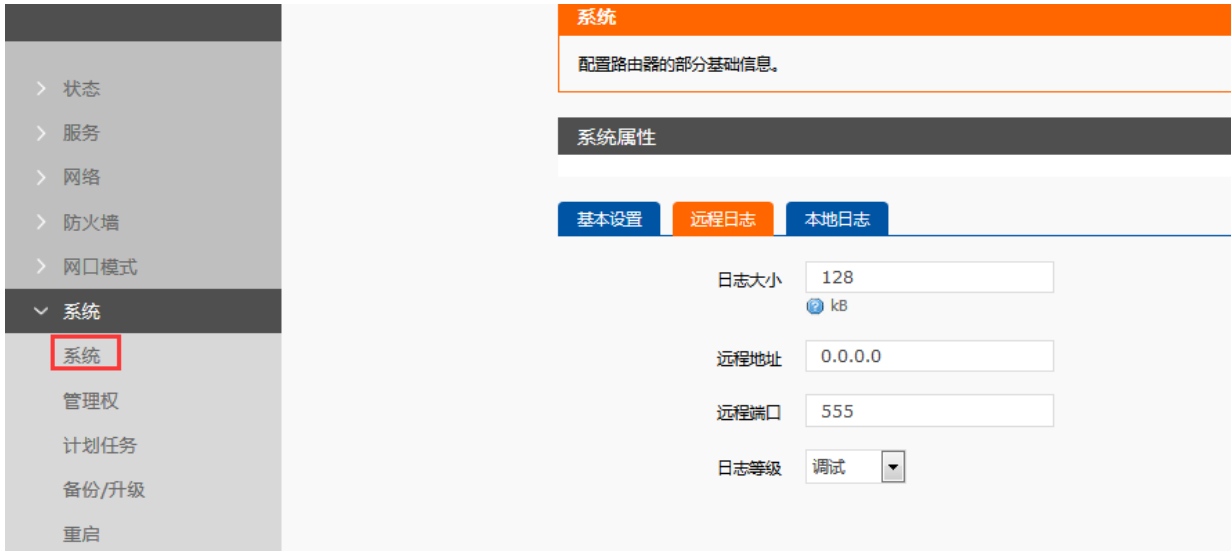 状态
服务
网络
防火墙
网口模式
系统
系统
管理权
计划任务
备份/升级
重启
系统
配置路由器的部分基础信息。
系统属性
基本设置 远程日志 本地日志
日志大小 128
kB
远程地址 0.0.0.0
远程端口 555
日志等级 调试